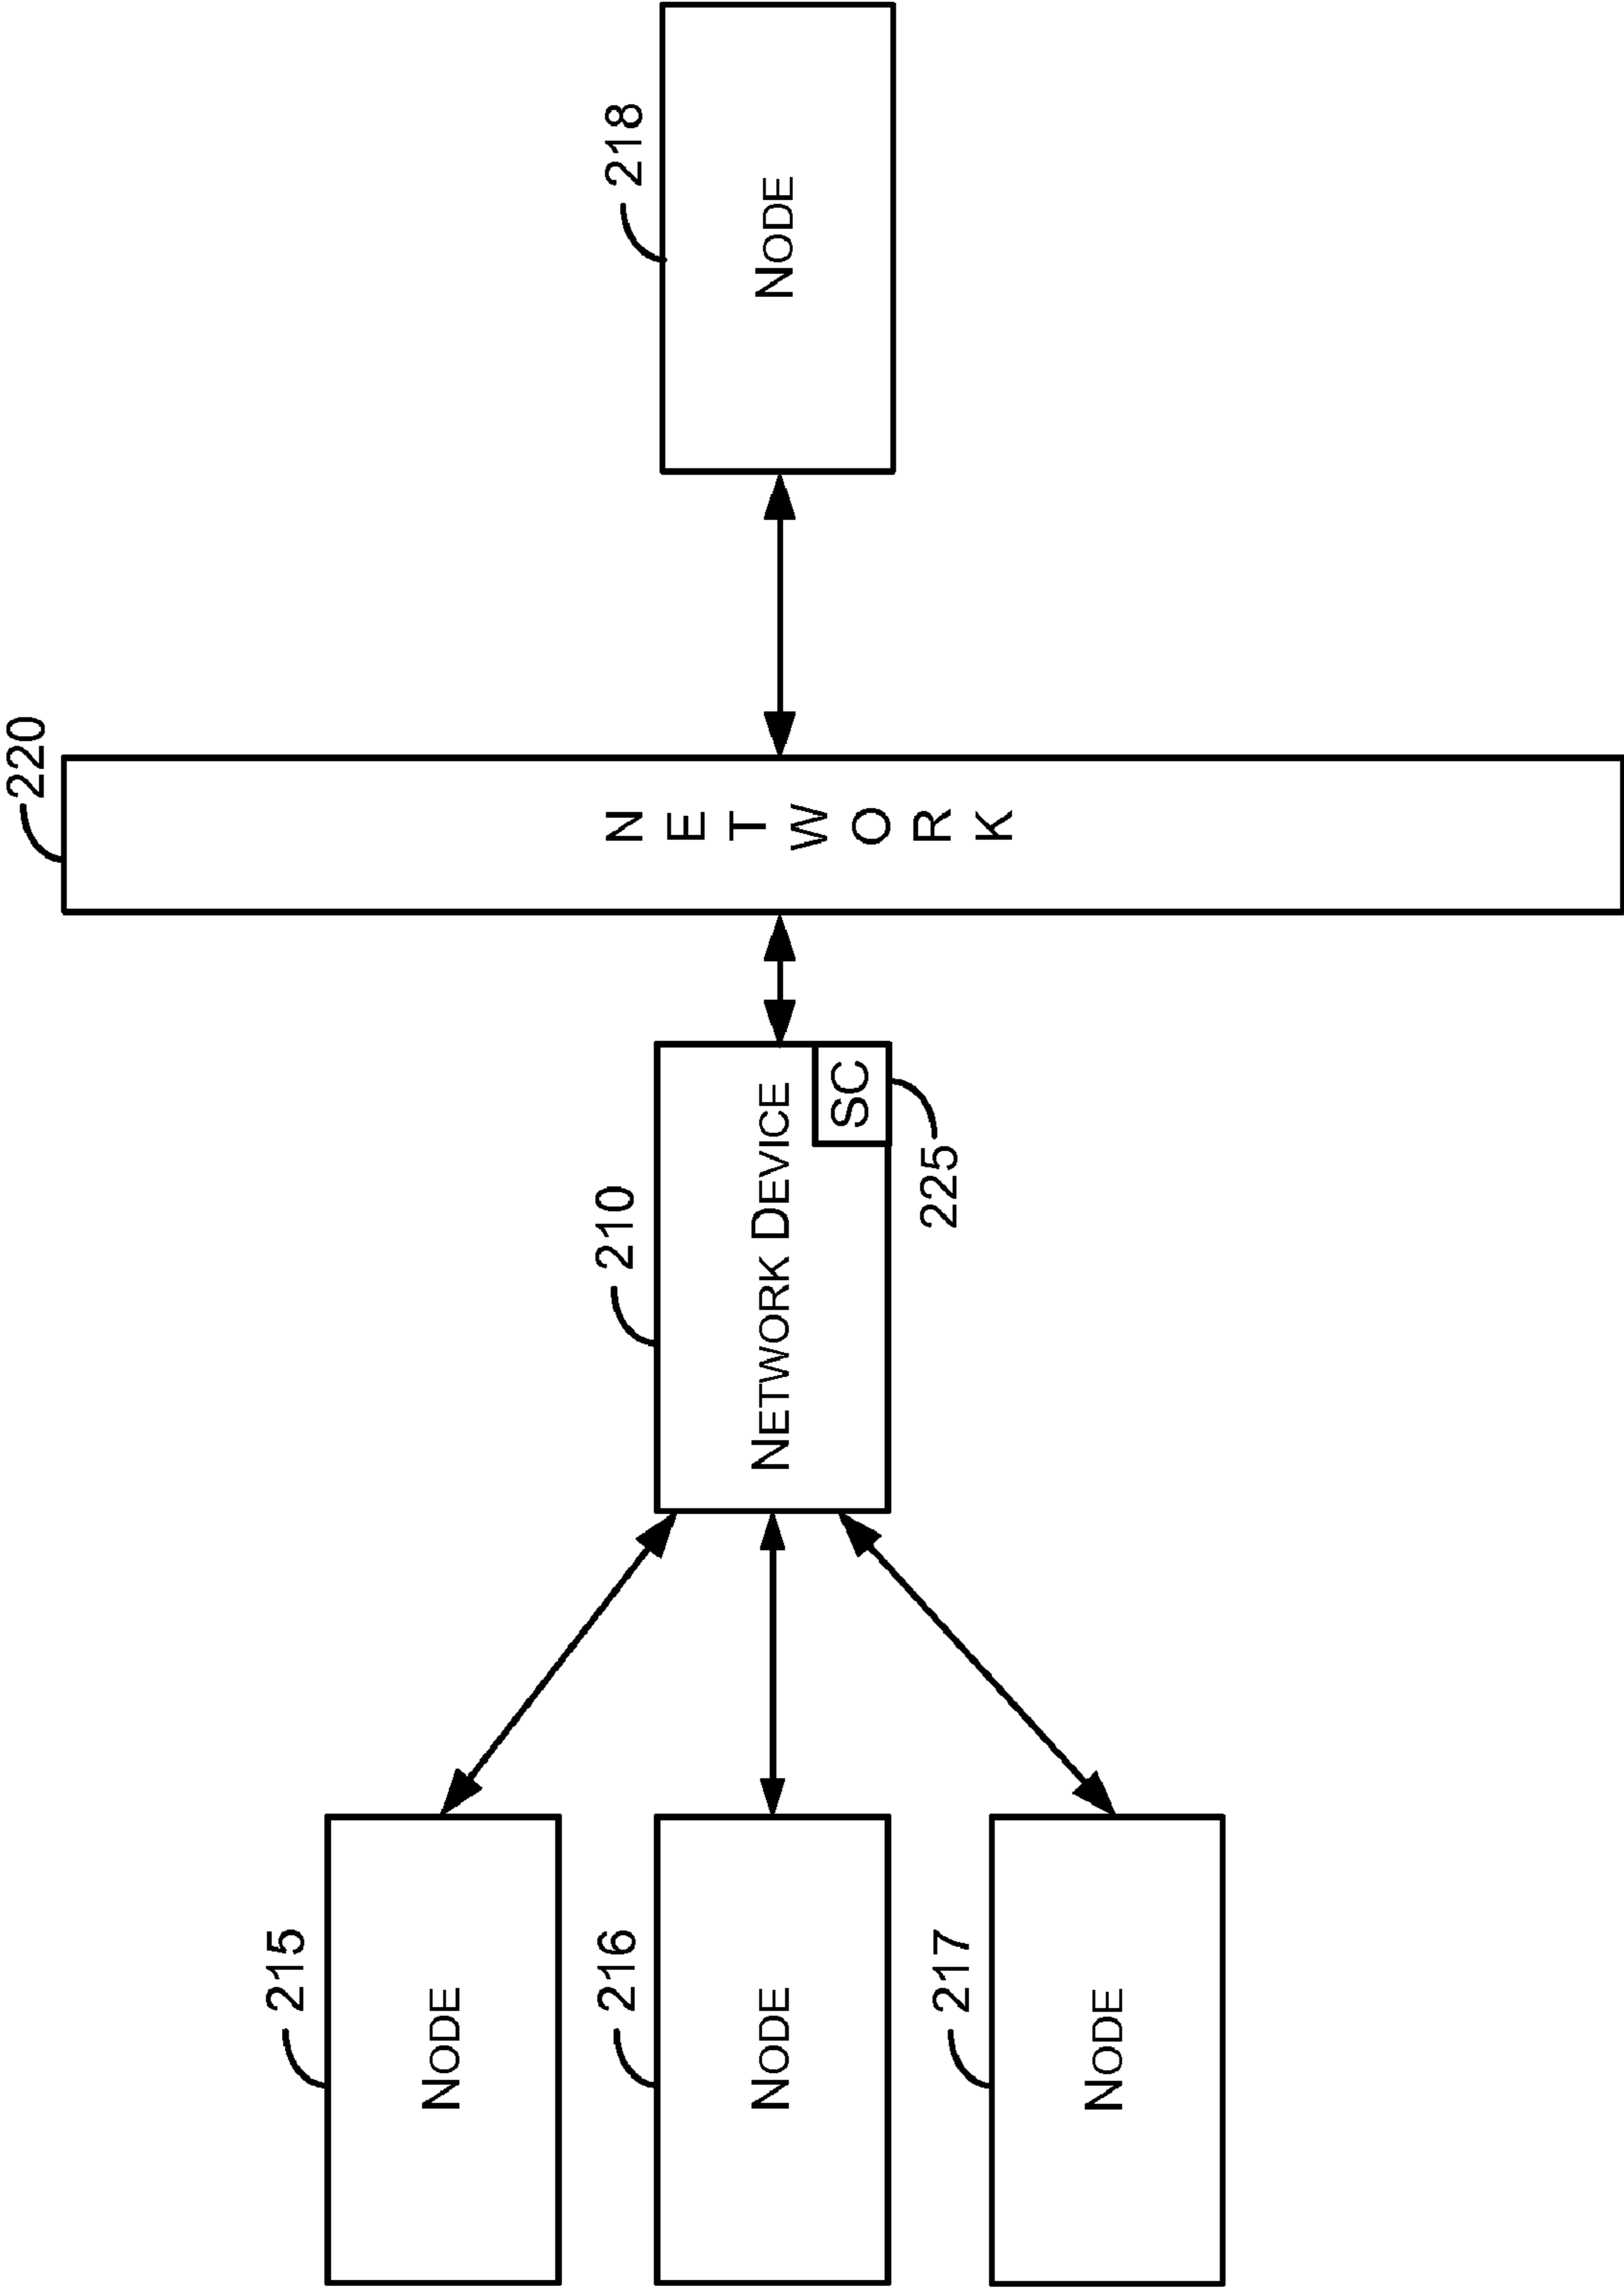 215
NODE
216
NODE
217
NODE
210
NETWORK DEVICE
SC
225
220
N
E
T
W
O
R
K
218
NODE